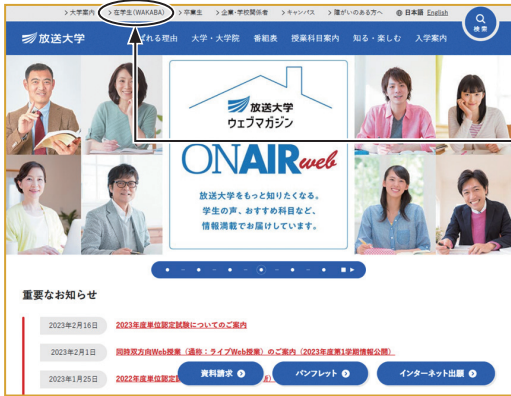 > 大学案内 > 在学生(WAKABA) > 卒業生 > 企業・学校関係者 > キャンパス > 障がいのある方へ 日本語 English
検索
放送大学 ばれる理由 大学・大学院 番組表 授業科目案内 知る・楽しむ 入学案内
放送大学
ウェブマガジン
ONAIRweb
放送大学をもっと知りたくなる。
学生の声、おすすめ科目など、
情報満載でお届けしています。
重要なお知らせ
2023年2月16日 2023年度単位認定試験についてのご案内
2023年2月1日 同時双方向Web授業（通称：ライブWeb授業）のご案内（2023年度第1学期情報公開）
2023年1月25日 2022年度単位認定
資料請求 パンフレット インターネット出願